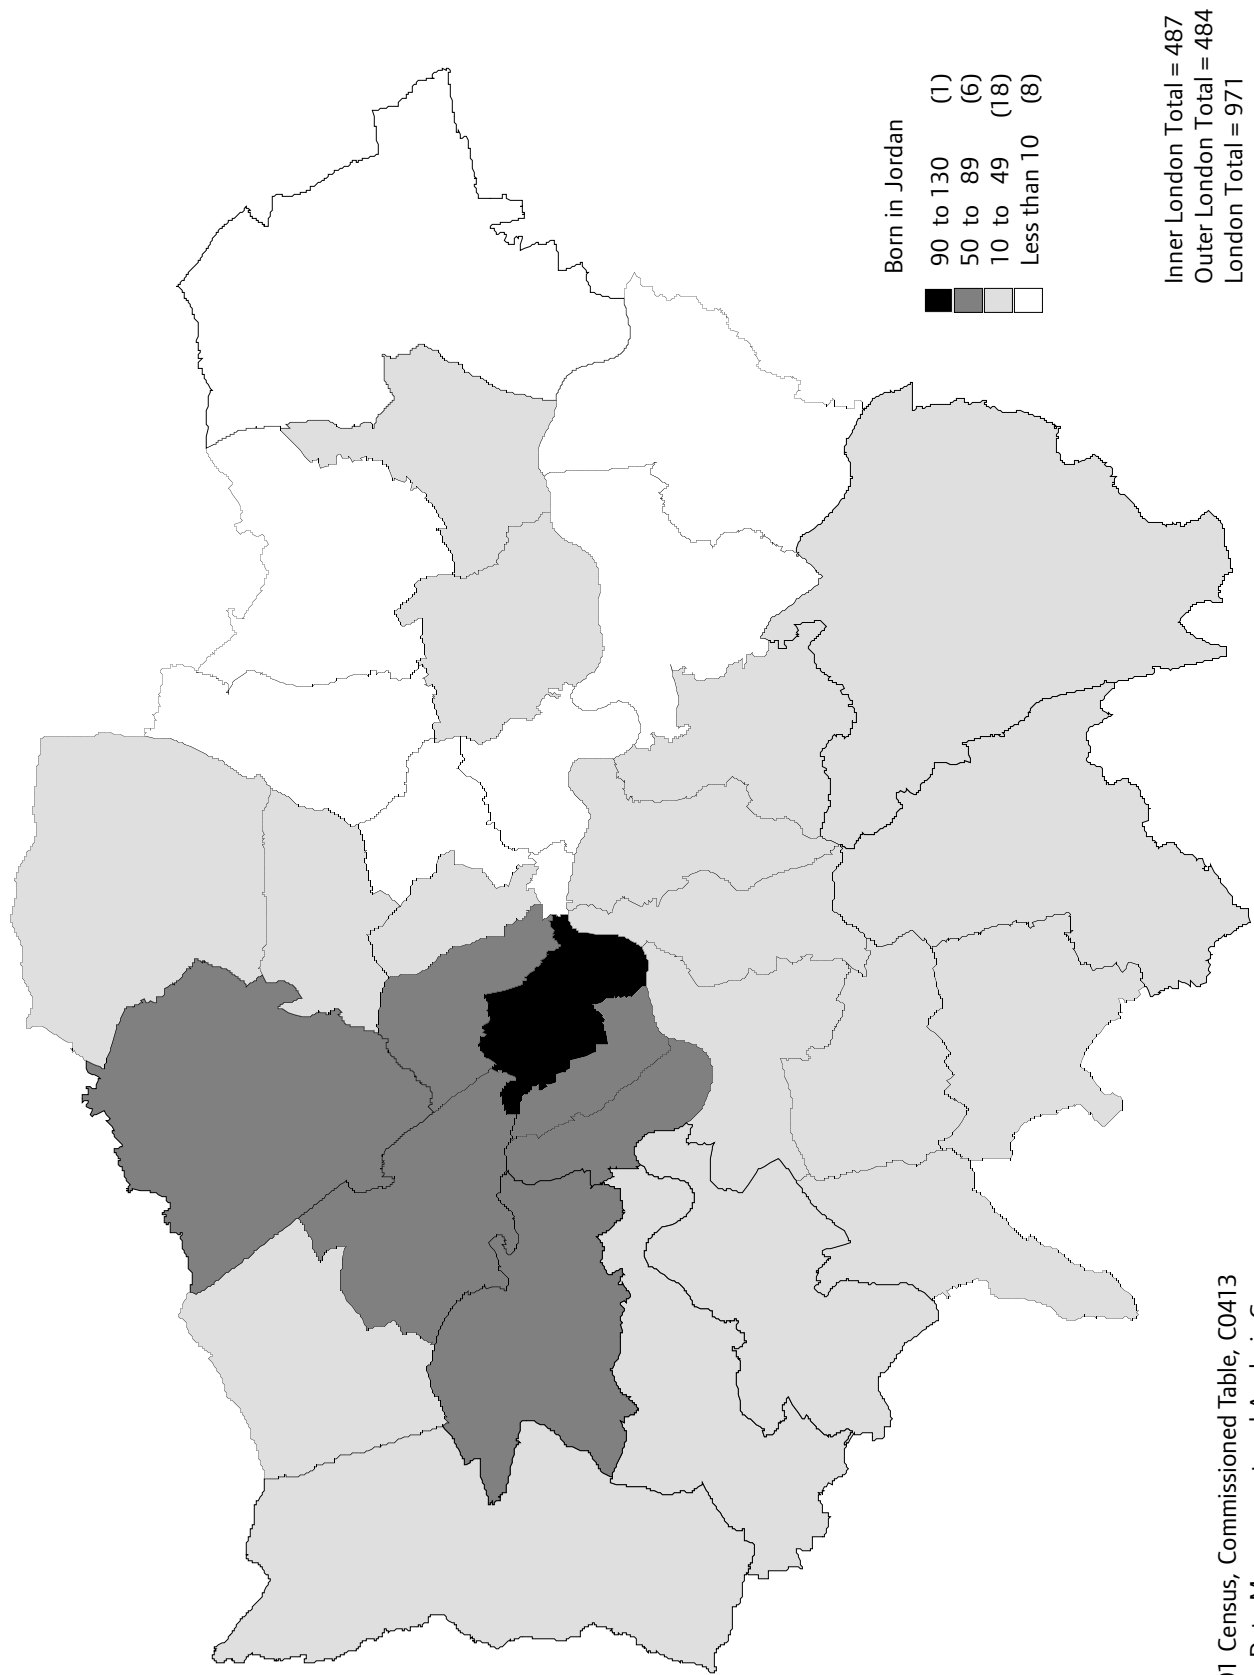 Born in Jordan
90 to 130 (1)
50 to 89 (6)
10 to 49 (18)
Less than 10 (8)
Inner London Total = 487
Outer London Total = 484
London Total = 971
Census, Commissioned Table, C0413